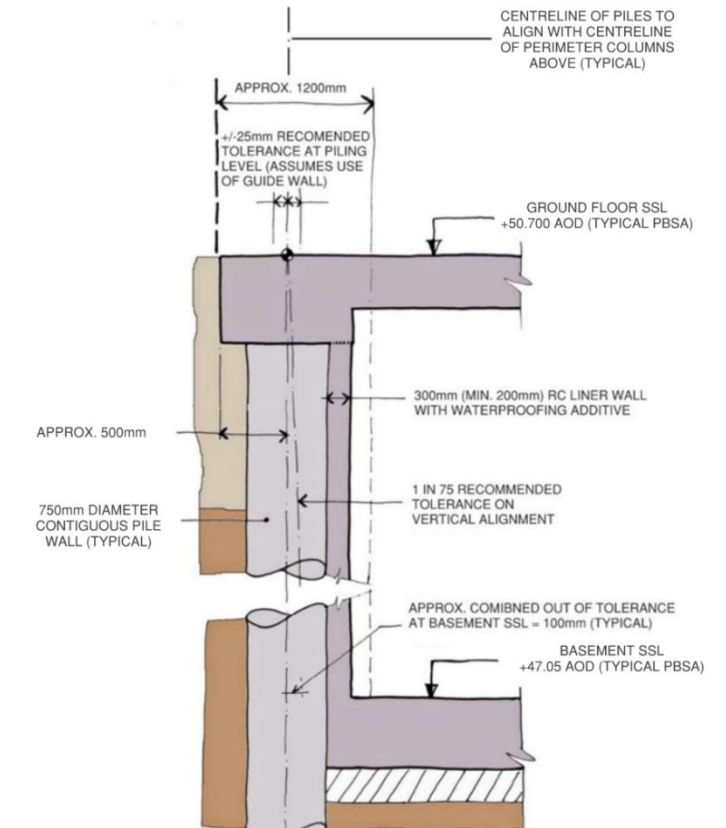 CENTRELINE OF PILES TO
ALIGN WITH CENTRELINE
OF PERIMETER COLUMNS
ABOVE (TYPICAL)
APPROX. 1200mm
+/-25mm RECOMENDED
TOLERANCE AT PILING
LEVEL (ASSUMES USE
OF GUIDE WALL)
GROUND FLOOR SSL
+50.700 AOD (TYPICAL PBSA)
300mm (MIN. 200mm) RC LINER WALL
WITH WATERPROOFING ADDITIVE
APPROX. 500mm
1 IN 75 RECOMMENDED
TOLERANCE ON
VERTICAL ALIGNMENT
750mm DIAMETER
CONTIGUOUS PILE
WALL (TYPICAL)
APPROX. COMIBNED OUT OF TOLERANCE
AT BASEMENT SSL = 100mm (TYPICAL)
BASEMENT SSL
+47.05 AOD (TYPICAL PBSA)